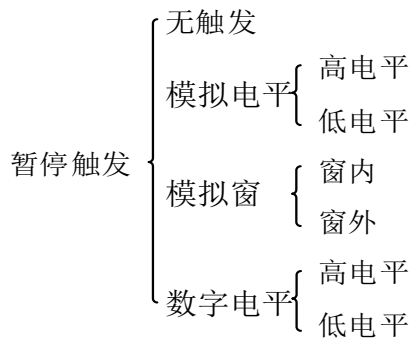 无触发
模拟电平
高电平
低电平
暂停触发
模拟窗
窗内
窗外
数字电平
高电平
低电平